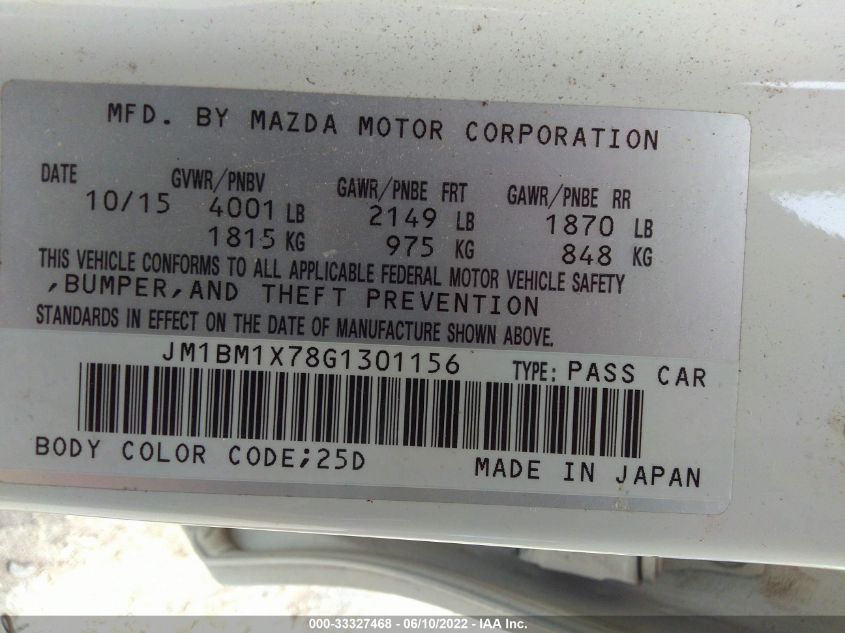 MFD. BY MAZDA MOTOR CORPORATION
DATE GVWR/PNBV GAWR/PNBE FRT GAWR/PNBE RR
10/15 4001 LB 2149 LB 1870 LB
1815 KG 975 KG 848 KG
THIS VEHICLE CONFORMS TO ALL APPLICABLE FEDERAL MOTOR VEHICLE SAFETY
,BUMPER,AND THEFT PREVENTION
STANDARDS IN EFFECT ON THE DATE OF MANUFACTURE SHOWN ABOVE.
JM1BM1X78G1301156 TYPE: PASS CAR
BODY COLOR CODE;25D MADE IN JAPAN
000-33327468 - 06/10/2022 - IAA Inc.